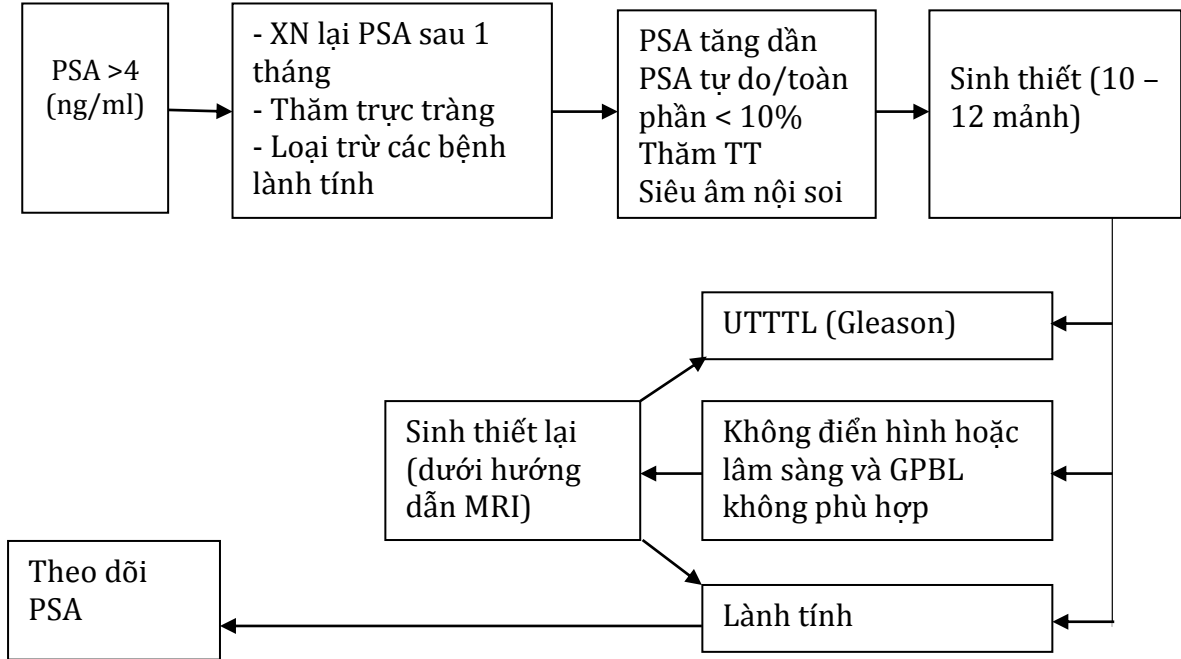 PSA >4
(ng/ml)
- XN lại PSA sau 1
tháng
- Thăm trực tràng
- Loại trừ các bệnh
lành tính
PSA tăng dần
PSA tự do/toàn
phần < 10%
Thăm TT
Siêu âm nội soi
Sinh thiết (10 –
12 mảnh)
UTTTL (Gleason)
Sinh thiết lại
(dưới hướng
dẫn MRI)
Không điển hình hoặc
lâm sàng và GPBL
không phù hợp
Theo dõi
PSA
Lành tính